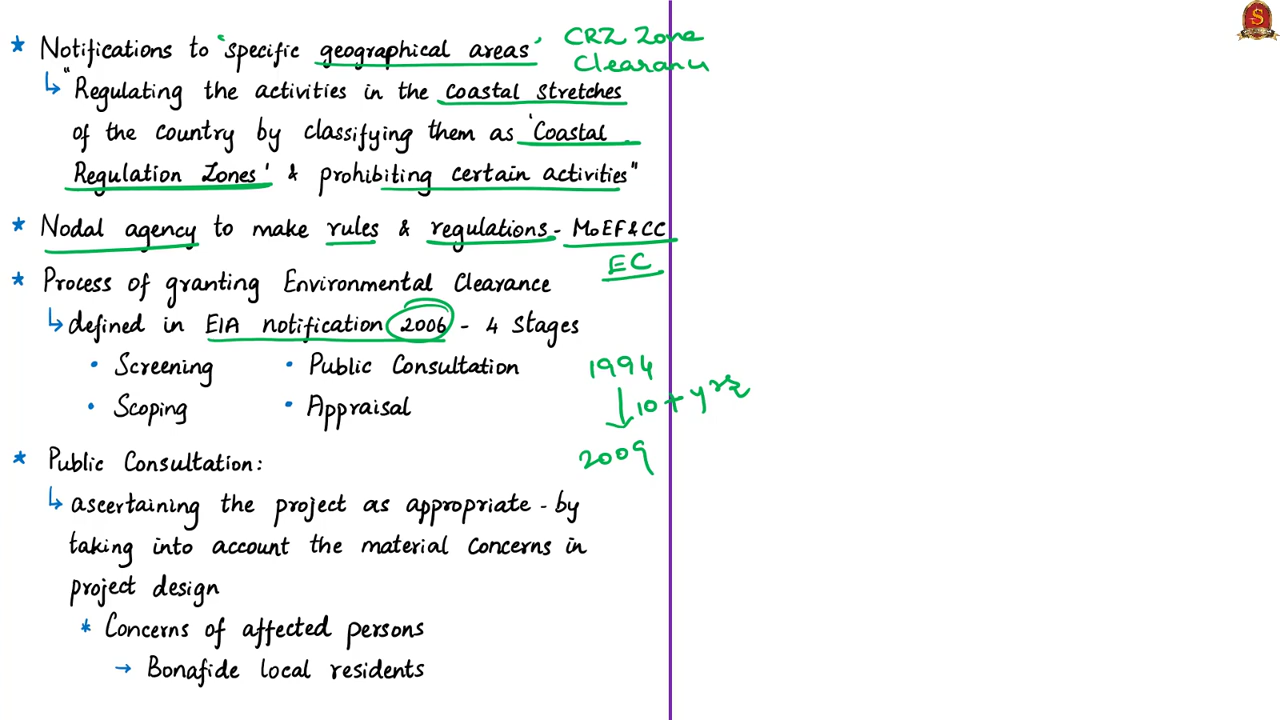 * Notifications to 'specific geographical areas' CRZ Zone
Clearanu
↳ "Regulating the activities in the coastal stretches
of the country by classifying them as 'Coastal
Regulation Zones' & prohibiting certain activities"
* Nodal agency to make rules & regulations - MoEF&CC
EC
* Process of granting Environmental Clearance
↳ defined in EIA notification 2006 - 4 Stages
• Screening • Public Consultation
• Scoping • Appraisal
1994
↓ 10+ yrs
2009
* Public Consultation:
↳ ascertaining the project as appropriate - by
taking into account the material concerns in
project design
* Concerns of affected persons
→ Bonafide local residents
S